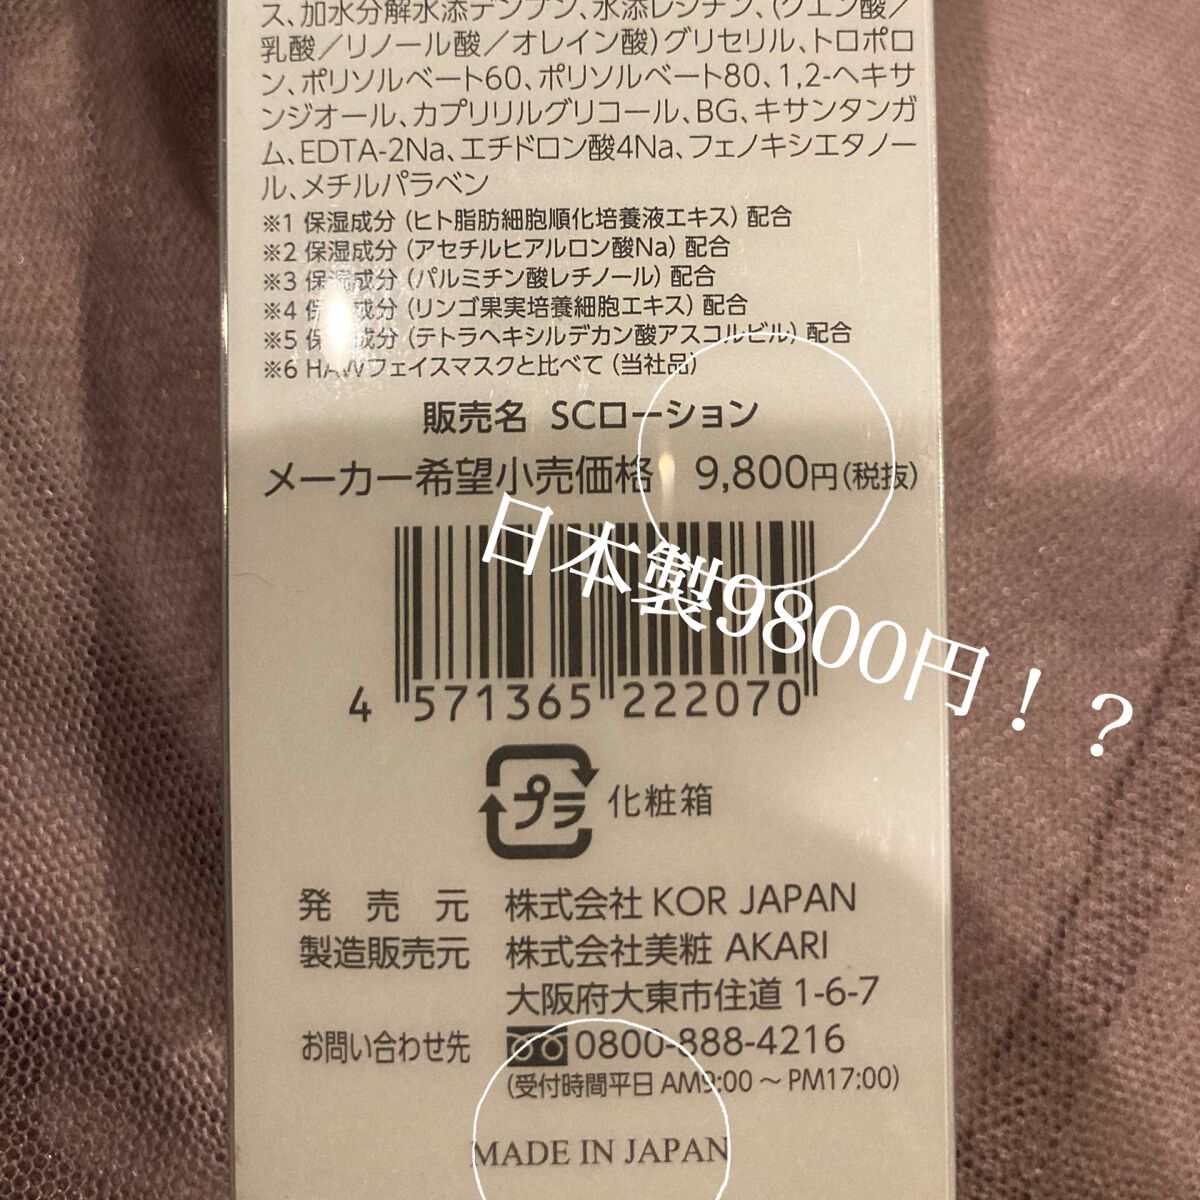 ス、加水分解水添デンプン、水添レシチン、(クエン酸／
乳酸／リノール酸／オレイン酸)グリセリル、トロポロ
ン、ポリソルベート60、ポリソルベート80、1,2-ヘキサ
ンジオール、カプリリルグリコール、BG、キサンタンガ
ム、EDTA-2Na、エチドロン酸4Na、フェノキシエタノー
ル、メチルパラベン
※1 保湿成分 (ヒト脂肪細胞順化培養液エキス) 配合
※2 保湿成分 (アセチルヒアルロン酸Na) 配合
※3 保湿成分 (パルミチン酸レチノール) 配合
※4 保湿成分 (リンゴ果実培養細胞エキス) 配合
※5 保湿成分 (テトラヘキシルデカン酸アスコルビル) 配合
※6 HAWフェイスマスクと比べて (当社品)
販売名 SCローション
メーカー希望小売価格 9,800円(税抜)
日本製9800円！？
4 571365 222070
プラ 化粧箱
発売元 株式会社 KOR JAPAN
製造販売元 株式会社美粧 AKARI
大阪府大東市住道 1-6-7
お問い合わせ先 0800-888-4216
(受付時間平日 AM9:00 ～ PM17:00)
MADE IN JAPAN